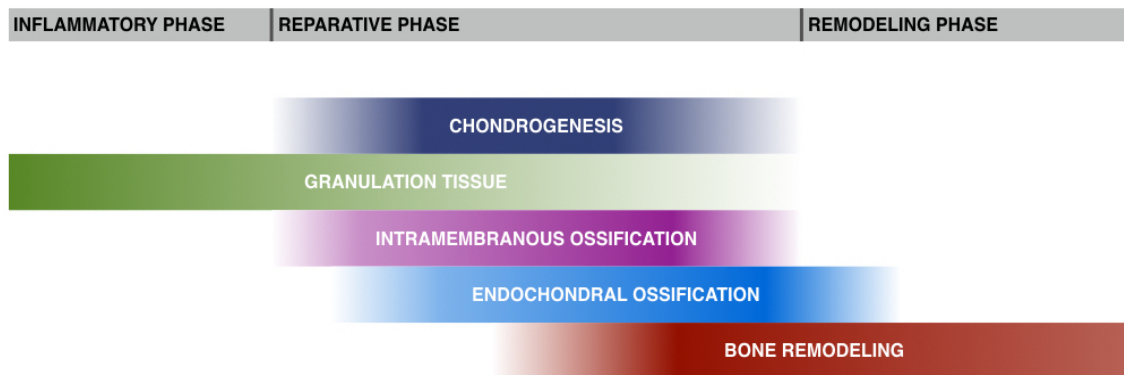 INFLAMMATORY PHASE
REPARATIVE PHASE
REMODELING PHASE
CHONDROGENESIS
GRANULATION TISSUE
INTRAMEMBRANOUS OSSIFICATION
ENDOCHONDRAL OSSIFICATION
BONE REMODELING